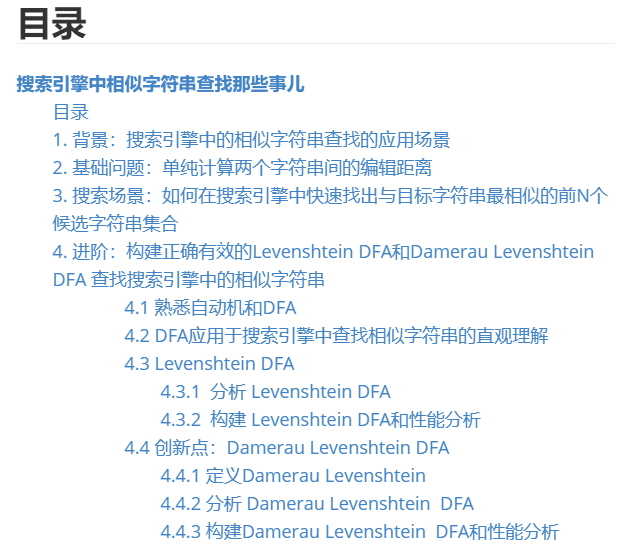 目录
搜索引擎中相似字符串查找那些事儿
目录
1. 背景：搜索引擎中的相似字符串查找的应用场景
2. 基础问题：单纯计算两个字符串间的编辑距离
3. 搜索场景：如何在搜索引擎中快速找出与目标字符串最相似的前N个
候选字符串集合
4. 进阶：构建正确有效的Levenshtein DFA和Damerau Levenshtein
DFA 查找搜索引擎中的相似字符串
4.1 熟悉自动机和DFA
4.2 DFA应用于搜索引擎中查找相似字符串的直观理解
4.3 Levenshtein DFA
4.3.1 分析 Levenshtein DFA
4.3.2 构建 Levenshtein DFA和性能分析
4.4 创新点：Damerau Levenshtein DFA
4.4.1 定义Damerau Levenshtein
4.4.2 分析 Damerau Levenshtein DFA
4.4.3 构建Damerau Levenshtein DFA和性能分析